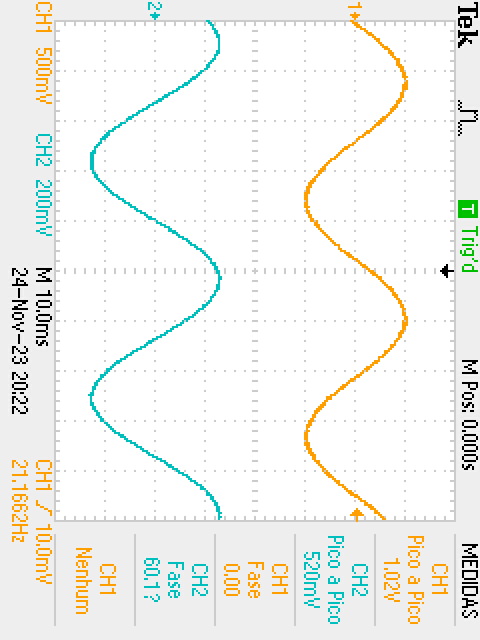 Tek
T Trig'd
M Pos: 0.000s
MEDIDAS
CH1
Pico a Pico
1.02V
CH2
Pico a Pico
520mV
CH1
Fase
0.00
CH2
Fase
60.1?
CH1
Nenhum
1
2
CH1 500mV
CH2 200mV
M 10.0ms
CH1 / 10.0mV
24-Nov-23 20:22
21.1662Hz